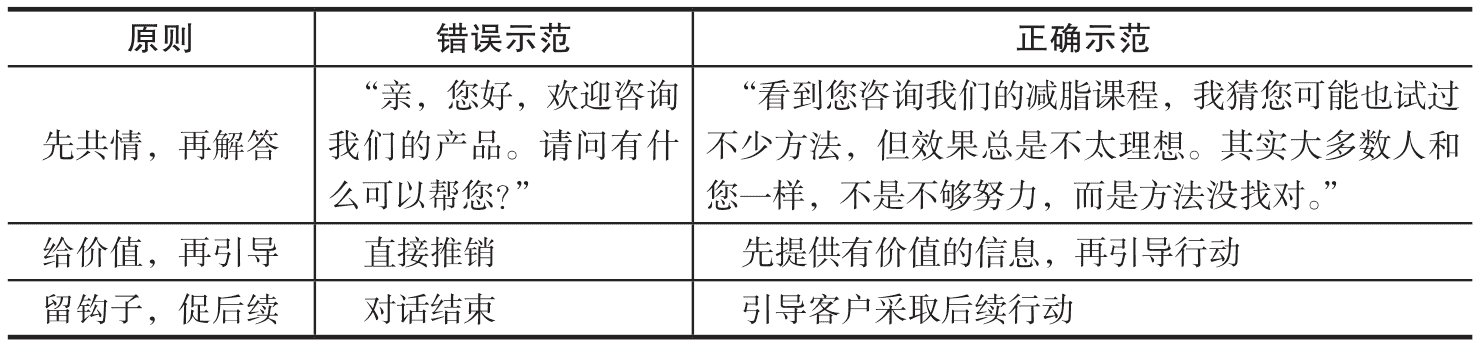 原则 错误示范 正确示范
先共情，再解答
“亲，您好，欢迎咨询
我们的产品。请问有什
么可以帮您？”
“看到您咨询我们的减脂课程，我猜您可能也试过
不少方法，但效果总是不太理想。其实大多数人和
您一样，不是不够努力，而是方法没找对。”
给价值，再引导 直接推销 先提供有价值的信息，再引导行动
留钩子，促后续 对话结束 引导客户采取后续行动